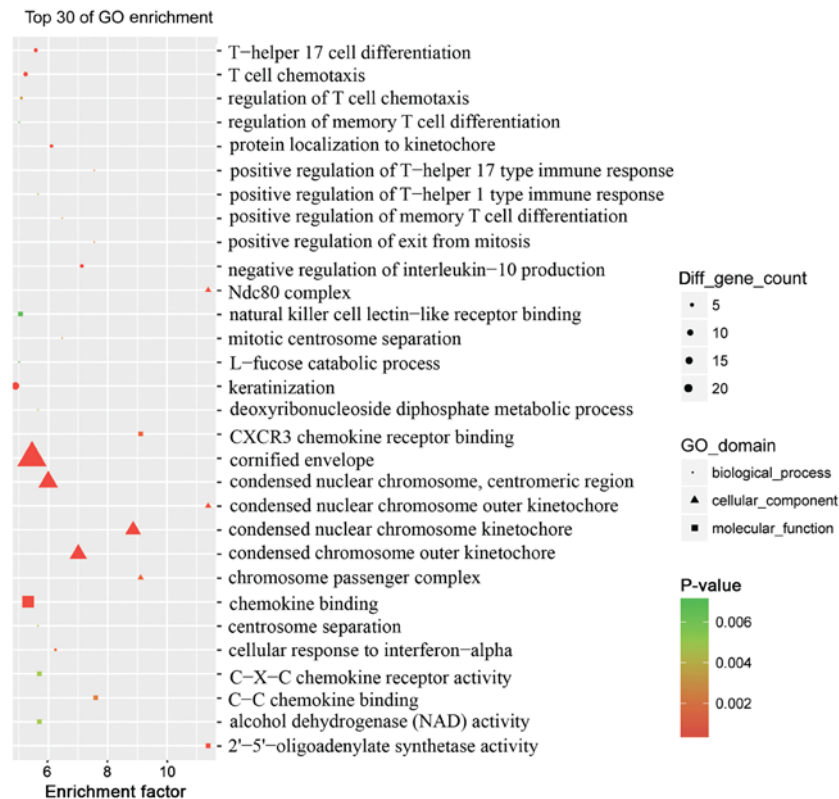 Top 30 of GO enrichment
T−helper 17 cell differentiation
T cell chemotaxis
regulation of T cell chemotaxis
regulation of memory T cell differentiation
protein localization to kinetochore
positive regulation of T−helper 17 type immune response
positive regulation of T−helper 1 type immune response
positive regulation of memory T cell differentiation
positive regulation of exit from mitosis
negative regulation of interleukin−10 production
Ndc80 complex
natural killer cell lectin−like receptor binding
mitotic centrosome separation
L−fucose catabolic process
keratinization
deoxyribonucleoside diphosphate metabolic process
CXCR3 chemokine receptor binding
cornified envelope
condensed nuclear chromosome, centromeric region
condensed nuclear chromosome outer kinetochore
condensed nuclear chromosome kinetochore
condensed chromosome outer kinetochore
chromosome passenger complex
chemokine binding
centrosome separation
cellular response to interferon−alpha
C−X−C chemokine receptor activity
C−C chemokine binding
alcohol dehydrogenase (NAD) activity
2'−5'−oligoadenylate synthetase activity
6 8 10
Enrichment factor
Diff_gene_count
5
10
15
20
GO_domain
biological_process
cellular_component
molecular_function
P-value
0.006
0.004
0.002